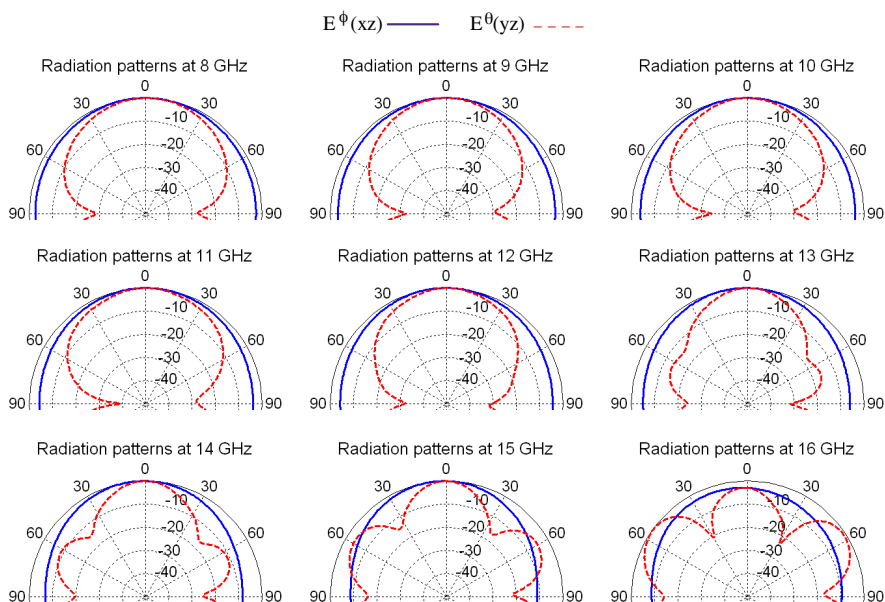 E^ϕ(xz) E^θ(yz)
Radiation patterns at 8 GHz Radiation patterns at 9 GHz Radiation patterns at 10 GHz
0 0 0
30 30 30 30 30 30
-10 -10 -10
60 60 60 60 60 60
-20 -20 -20
-30 -30 -30
-40 -40 -40
90 90 90 90 90 90
Radiation patterns at 11 GHz Radiation patterns at 12 GHz Radiation patterns at 13 GHz
0 0 0
30 30 30 30 30 30
-10 -10 -10
60 60 60 60 60 60
-20 -20 -20
-30 -30 -30
-40 -40 -40
90 90 90 90 90 90
Radiation patterns at 14 GHz Radiation patterns at 15 GHz Radiation patterns at 16 GHz
0 0 0
30 30 30 30 30 30
-10 -10 -10
60 60 60 60 60 60
-20 -20 -20
-30 -30 -30
-40 -40 -40
90 90 90 90 90 90